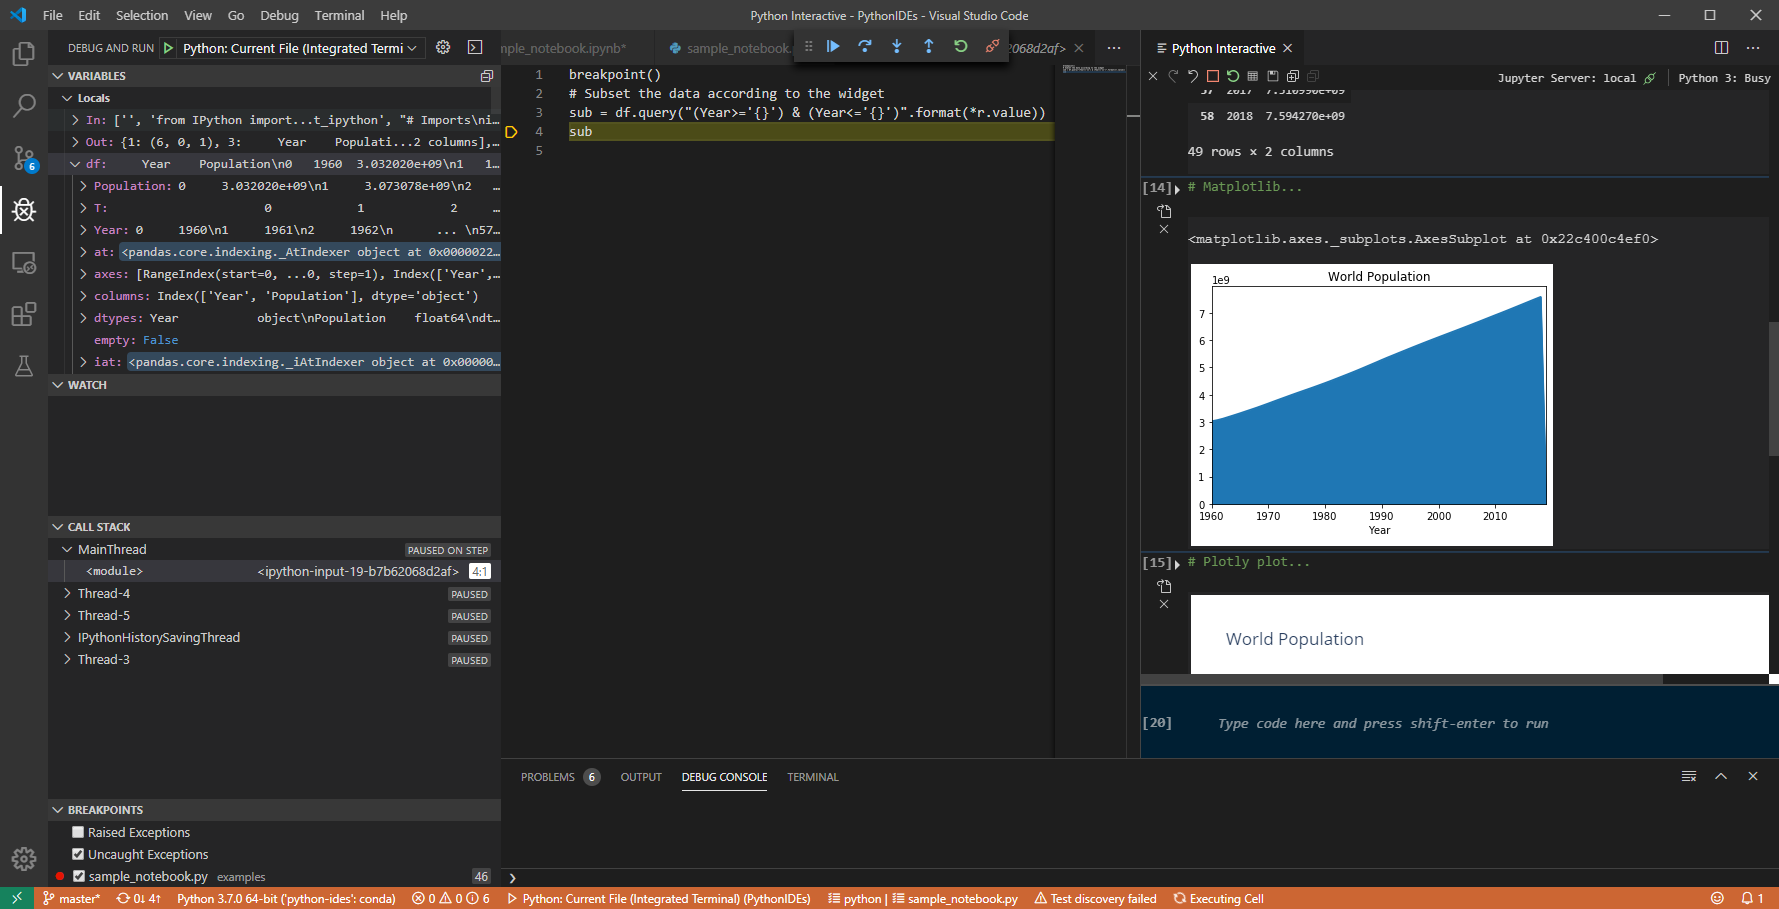 File Edit Selection View Go Debug Terminal Help
Python Interactive - PythonIDEs - Visual Studio Code
DEBUG AND RUN Python: Current File (Integrated Termi
VARIABLES
Locals
In: ['', 'from IPython import...t_ipython', "# Imports\ni...
Out: {1: (6, 0, 1), 3: Year Populati...2 columns],...
df: Year Population\n0 1960 3.032020e+09\n1 1...
Population: 0 3.032020e+09\n1 3.073078e+09\n2 ...
T: 0 1 2 ...
Year: 0 1960\n1 1961\n2 1962\n ... \n57...
at: <pandas.core.indexing._AtIndexer object at 0x0000022...
axes: [RangeIndex(start=0, ...0, step=1), Index(['Year',...
columns: Index(['Year', 'Population'], dtype='object')
dtypes: Year object\nPopulation float64\ndt...
empty: False
iat: <pandas.core.indexing._iAtIndexer object at 0x00000...
WATCH
CALL STACK
MainThread PAUSED ON STEP
<module> <ipython-input-19-b7b62068d2af> 4:1
Thread-4 PAUSED
Thread-5 PAUSED
IPythonHistorySavingThread PAUSED
Thread-3 PAUSED
BREAKPOINTS
Raised Exceptions
Uncaught Exceptions
sample_notebook.py examples 46
mple_notebook.ipynb* sample_notebook. 2068d2af> ...
1 breakpoint()
2 # Subset the data according to the widget
3 sub = df.query("(Year>='{}') & (Year<='{}')".format(*r.value))
4 sub
5
PROBLEMS 6 OUTPUT DEBUG CONSOLE TERMINAL
Python Interactive ...
Jupyter Server: local Python 3: Busy
57 2017 7.510990e+09
58 2018 7.594270e+09
49 rows × 2 columns
[14] # Matplotlib...
<matplotlib.axes._subplots.AxesSubplot at 0x22c400c4ef0>
1e9 World Population
7
6
5
4
3
2
1
0
1960 1970 1980 1990 2000 2010
Year
[15] # Plotly plot...
World Population
[20] Type code here and press shift-enter to run
master* 0↓ 4↑ Python 3.7.0 64-bit ('python-ides': conda) 0 0 6 Python: Current File (Integrated Terminal) (PythonIDEs) python | sample_notebook.py Test discovery failed Executing Cell 1